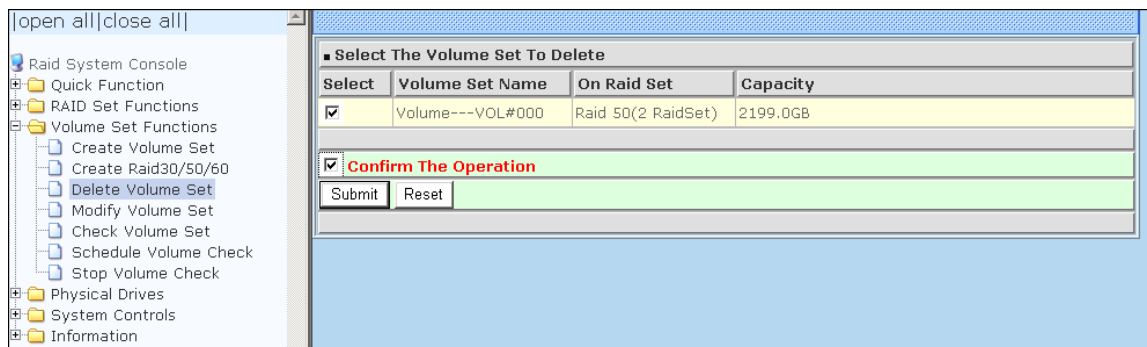 |open all|close all|
Raid System Console
Quick Function
RAID Set Functions
Volume Set Functions
Create Volume Set
Create Raid30/50/60
Delete Volume Set
Modify Volume Set
Check Volume Set
Schedule Volume Check
Stop Volume Check
Physical Drives
System Controls
Information
Select The Volume Set To Delete
Select Volume Set Name On Raid Set Capacity
Volume---VOL#000 Raid 50(2 RaidSet) 2199.0GB
Confirm The Operation
Submit Reset